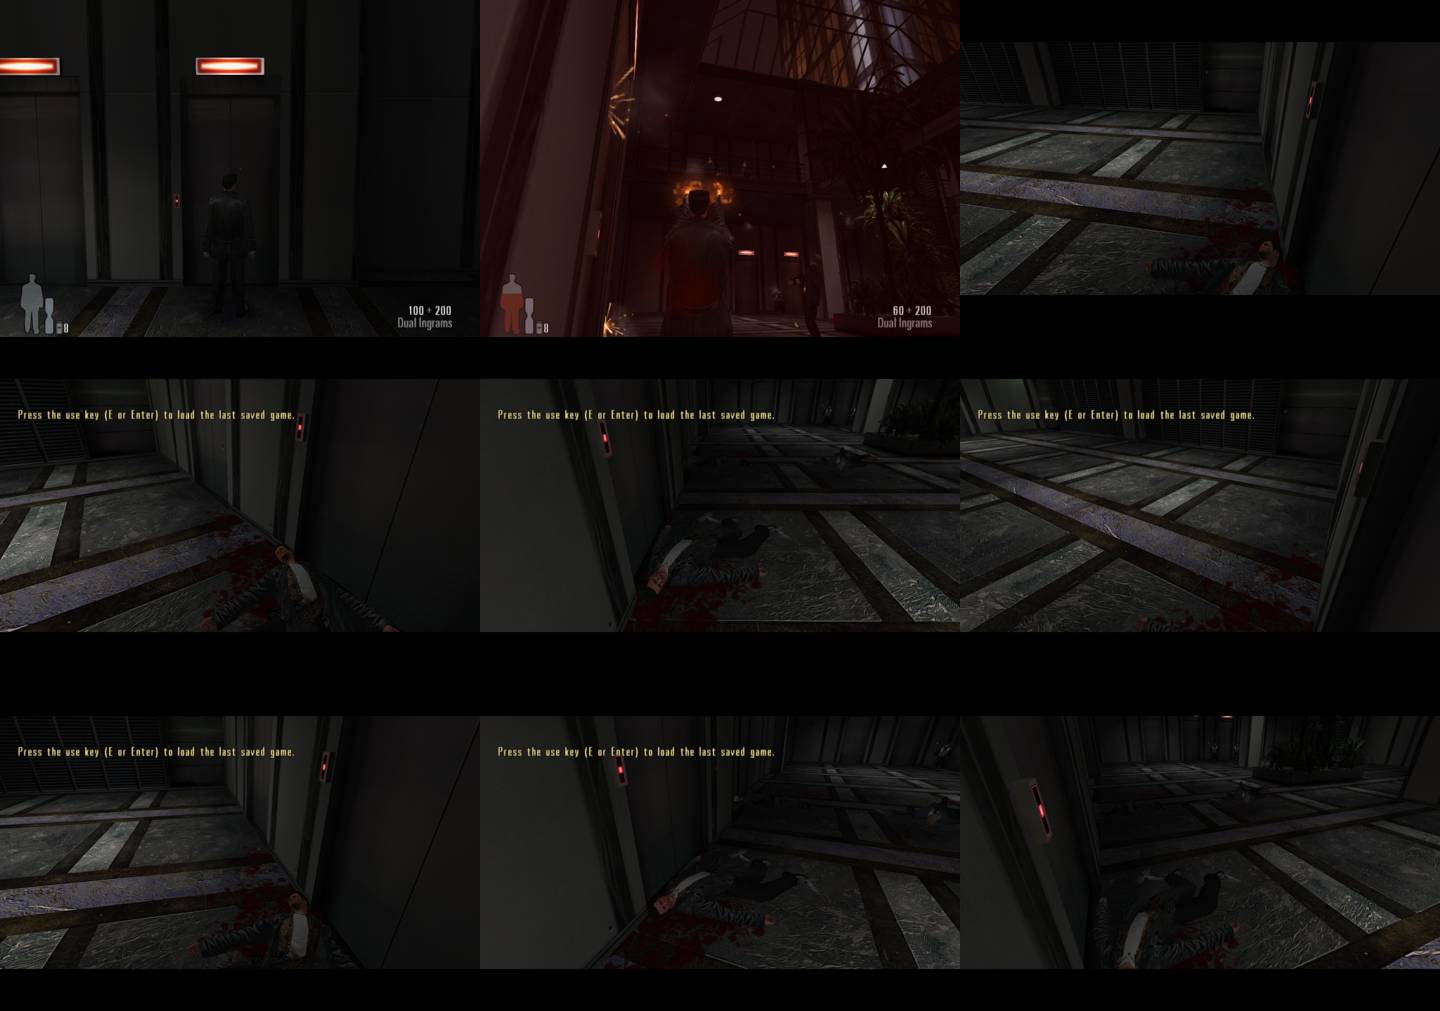 100 + 200
Dual Ingrams
8
60 + 200
Dual Ingrams
8
Press the use key (E or Enter) to load the last saved game.
Press the use key (E or Enter) to load the last saved game.
Press the use key (E or Enter) to load the last saved game.
Press the use key (E or Enter) to load the last saved game.
Press the use key (E or Enter) to load the last saved game.